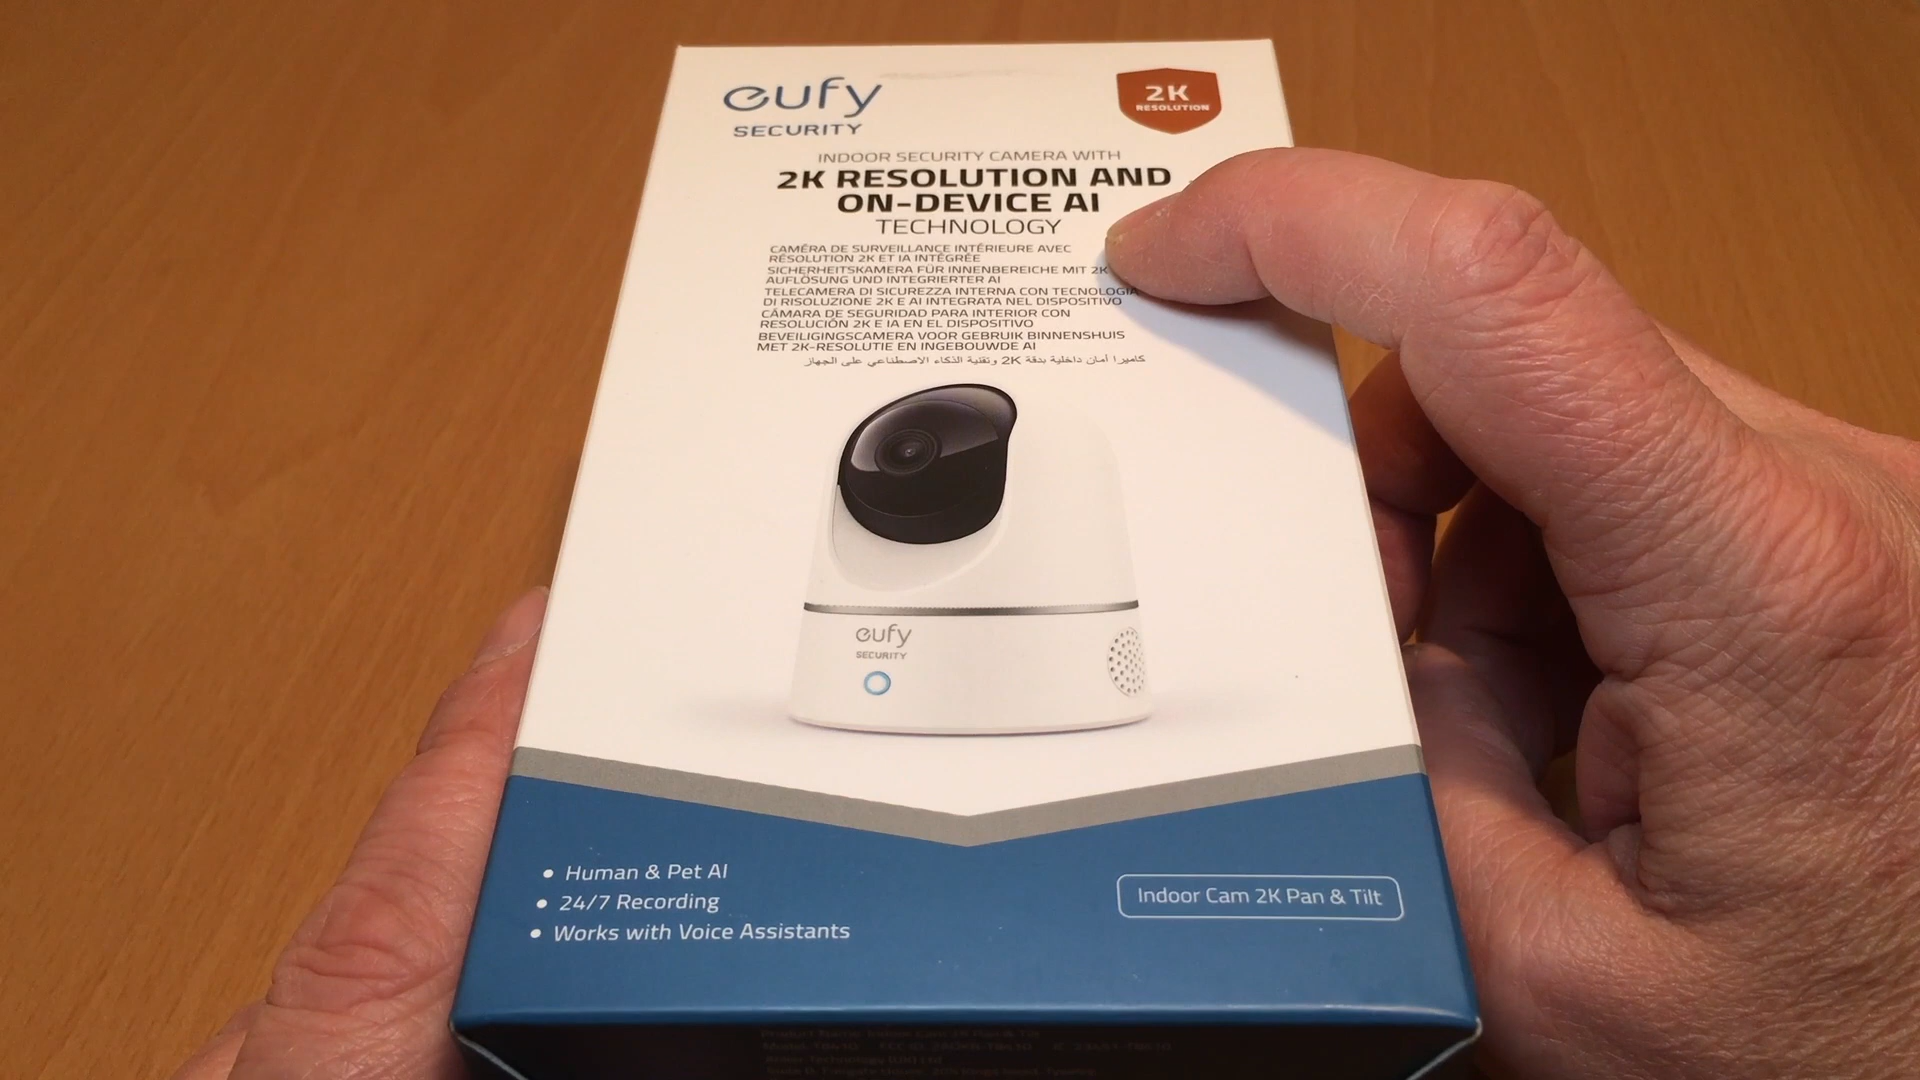 eufy
SECURITY
2K
RESOLUTION
INDOOR SECURITY CAMERA WITH
2K RESOLUTION AND
ON-DEVICE AI
TECHNOLOGY
CAMÉRA DE SURVEILLANCE INTÉRIEURE AVEC
RÉSOLUTION 2K ET IA INTÉGRÉE
SICHERHEITSKAMERA FÜR INNENBEREICHE MIT 2K
AUFLÖSUNG UND INTEGRIERTER AI
TELECAMERA DI SICUREZZA INTERNA CON TECNOLOGIA
DI RISOLUZIONE 2K E AI INTEGRATA NEL DISPOSITIVO
CÁMARA DE SEGURIDAD PARA INTERIOR CON
RESOLUCIÓN 2K E IA EN EL DISPOSITIVO
BEVEILIGINGSCAMERA VOOR GEBRUIK BINNENSHUIS
MET 2K-RESOLUTIE EN INGEBOUWDE AI
كاميرا أمان داخلية بدقة 2K وتقنية الذكاء الاصطناعي على الجهاز
eufy
SECURITY
• Human & Pet AI
• 24/7 Recording
• Works with Voice Assistants
Indoor Cam 2K Pan & Tilt